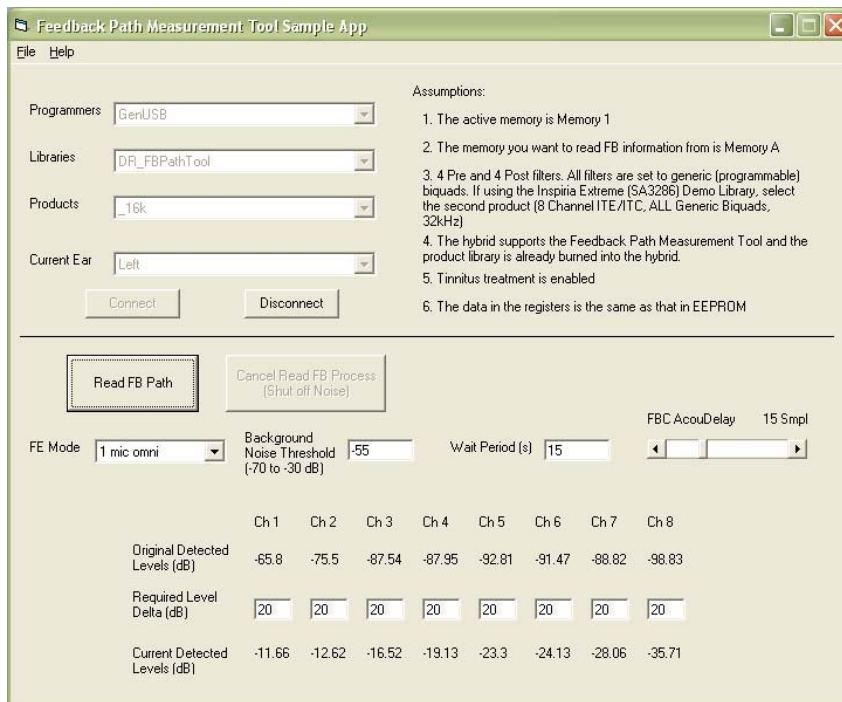 Feedback Path Measurement Tool Sample App
File Help
Programmers GenUSB
Libraries DR_FBPathTool
Products _16k
Current Ear Left
Connect Disconnect
Assumptions:
1. The active memory is Memory 1
2. The memory you want to read FB information from is Memory A
3. 4 Pre and 4 Post filters. All filters are set to generic (programmable)
biquads. If using the Inspiria Extreme (SA3286) Demo Library, select
the second product (8 Channel ITE/ITC, ALL Generic Biquads,
32kHz)
4. The hybrid supports the Feedback Path Measurement Tool and the
product library is already burned into the hybrid.
5. Tinnitus treatment is enabled
6. The data in the registers is the same as that in EEPROM
Read FB Path
Cancel Read FB Process
(Shut off Noise)
FE Mode 1 mic omni
Background
Noise Threshold
(-70 to -30 dB)
-55
Wait Period (s) 15
FBC AcouDelay 15 Smpl
Ch 1 Ch 2 Ch 3 Ch 4 Ch 5 Ch 6 Ch 7 Ch 8
Original Detected
Levels (dB)
-65.8 -75.5 -87.54 -87.95 -92.81 -91.47 -88.82 -98.83
Required Level
Delta (dB)
20 20 20 20 20 20 20 20
Current Detected
Levels (dB)
-11.66 -12.62 -16.52 -19.13 -23.3 -24.13 -28.06 -35.71